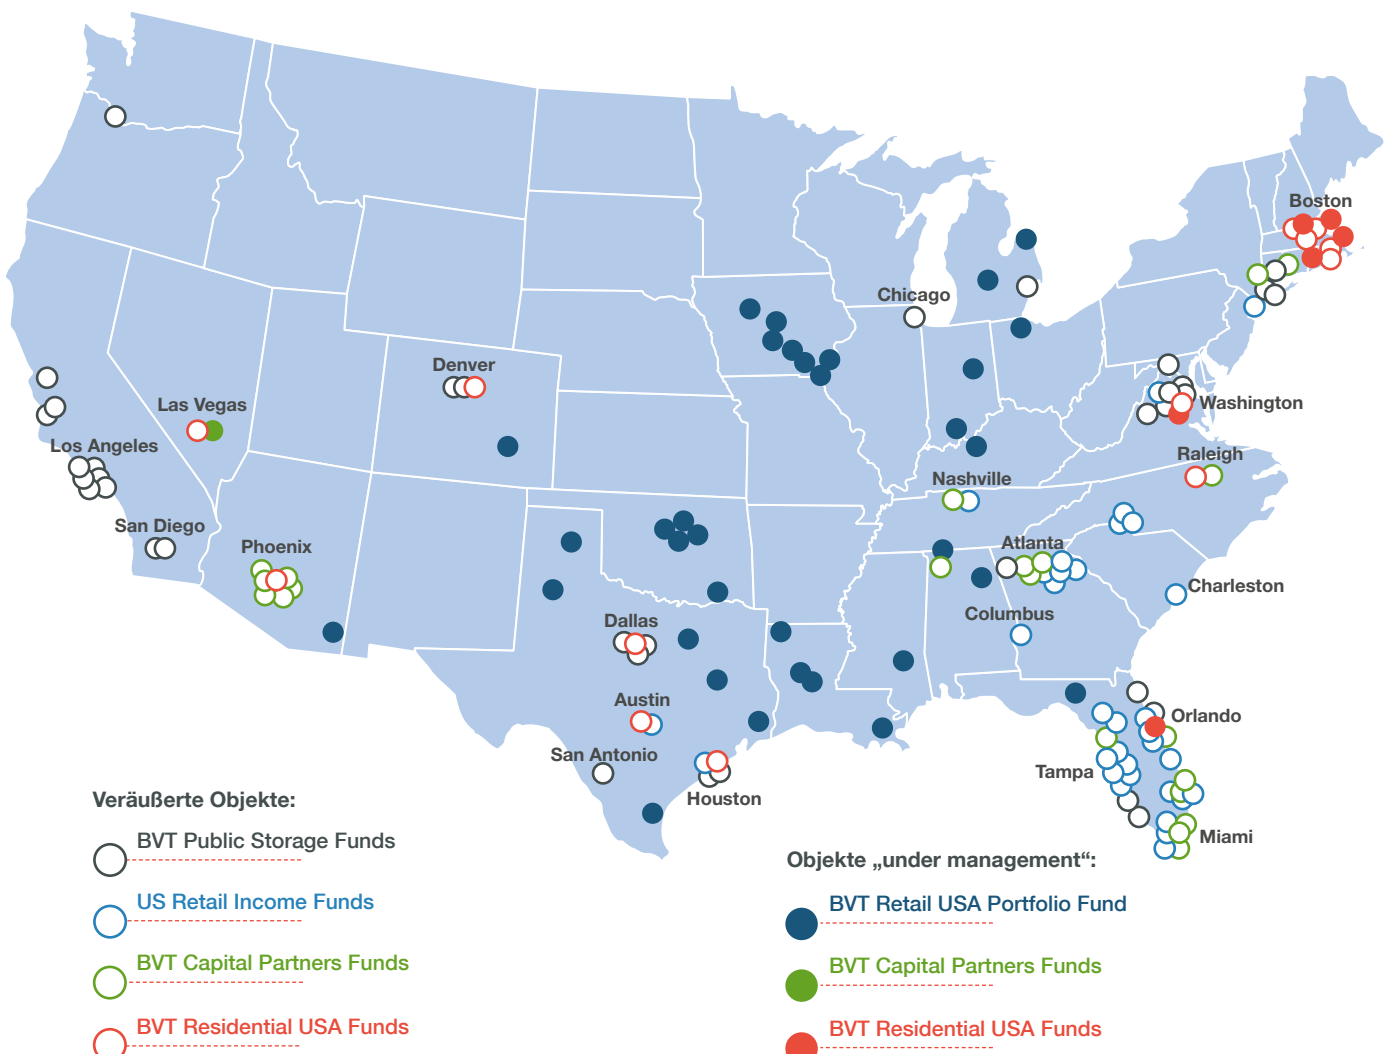 Boston
Chicago
Denver
Washington
Las Vegas
Los Angeles
Raleigh
Nashville
San Diego
Phoenix
Atlanta
Charleston
Columbus
Dallas
Austin
Orlando
San Antonio
Tampa
Houston
Miami
Veräußerte Objekte:
BVT Public Storage Funds
US Retail Income Funds
BVT Capital Partners Funds
BVT Residential USA Funds
Objekte „under management“:
BVT Retail USA Portfolio Fund
BVT Capital Partners Funds
BVT Residential USA Funds